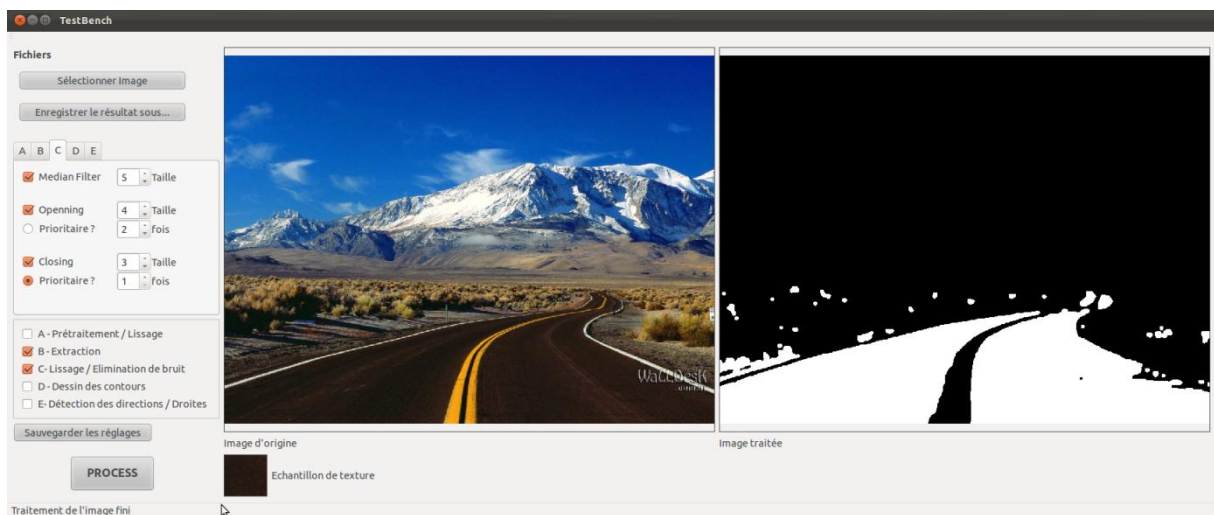 TestBench
Fichiers
Sélectionner Image
Enregistrer le résultat sous...
A B C D E
Median Filter 5 Taille
Openning 4 Taille
Prioritaire ? 2 fois
Closing 3 Taille
Prioritaire ? 1 fois
A - Prétraitement / Lissage
B - Extraction
C- Lissage / Elimination de bruit
D - Dessin des contours
E- Détection des directions / Droites
Sauvegarder les réglages
PROCESS
Traitement de l'image fini
WaLLDesK
Image d'origine
Echantillon de texture
Image traitée